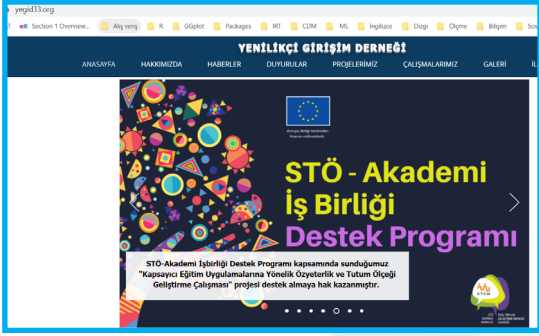 yegid33.org
Section 1 Overview... Alış veriş R GGplot Packages IRT CDM ML İngilizce Dizgi Ölçme Bilişim Sos
YENİLİKÇİ GİRİŞİM DERNEĞİ
ANASAYFA HAKKIMIZDA HABERLER DUYURULAR PROJELERİMİZ ÇALIŞMALARIMIZ GALERİ İL
Avrupa Birliği tarafından
finanse edilmektedir.
STÖ - Akademi
İş Birliği
Destek Programı
STÖ-Akademi İşbirliği Destek Programı kapsamında sunduğumuz
"Kapsayıcı Eğitim Uygulamalarına Yönelik Özyeterlik ve Tutum Ölçeği
Geliştirme Çalışması" projesi destek almaya hak kazanmıştır.
STGM